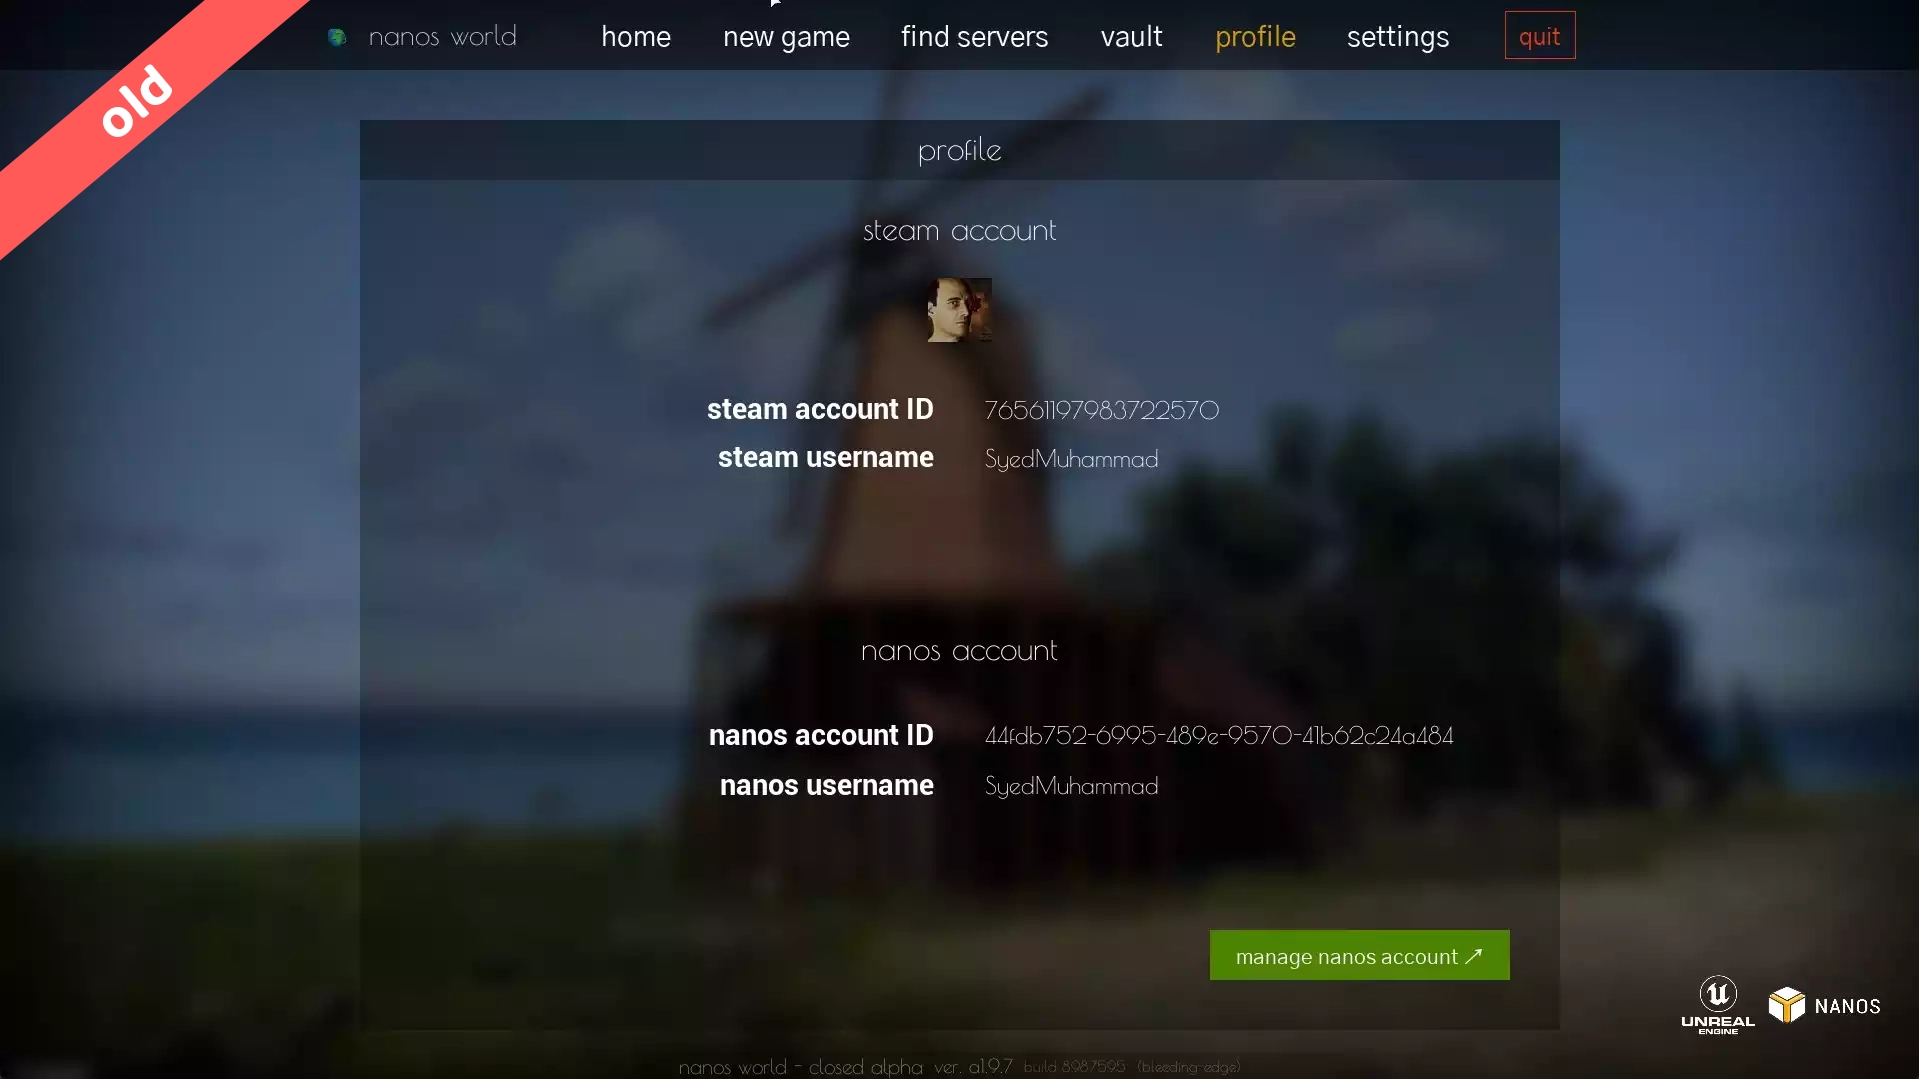 old
nanos world home new game find servers vault profile settings quit
profile
steam account
steam account ID 76561197983722570
steam username SyedMuhammad
nanos account
nanos account ID 44fdb752-6995-489e-9570-41b62c24a484
nanos username SyedMuhammad
manage nanos account ↗
UNREAL
ENGINE
NANOS
nanos world - closed alpha ver. a1.9.7 build 8987595 (bleeding-edge)